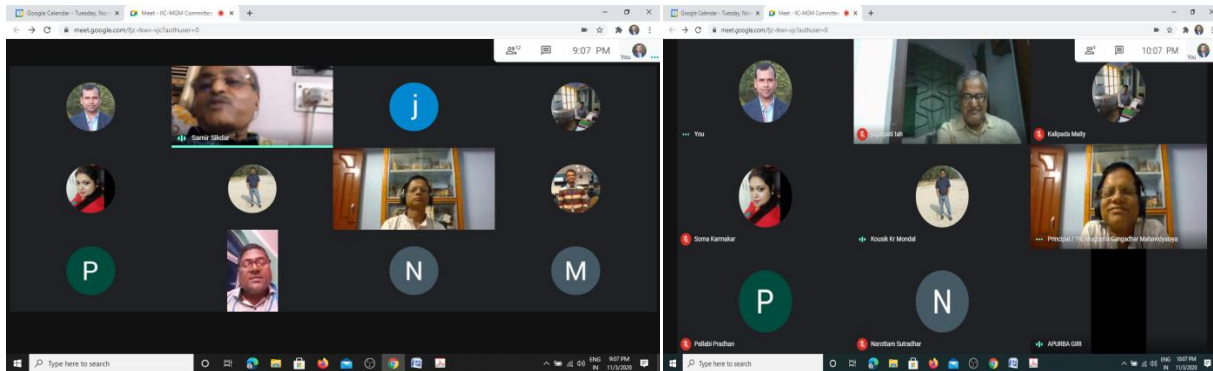 Google Calendar - Tuesday, Nov
Meet - IIC-MGM Committee
meet.google.com/fjz-rkwv-vjc?authuser=0
12
9:07 PM
You
Samir Sikdar
j
P
N
M
Type here to search
ENG
IN
9:07 PM
11/3/2020
Google Calendar - Tuesday, Nov
Meet - IIC-MGM Committee
meet.google.com/fjz-rkwv-vjc?authuser=0
10:07 PM
You
You
tah
Kalipada Maity
Soma Karmakar
Kousik Kr Mondal
Principal / Gangadhar Mahavidyalaya
P
N
Pallabi Pradhan
Narottam Sutradhar
APURBA GIRI
Type here to search
ENG
IN
10:07 PM
11/3/2020